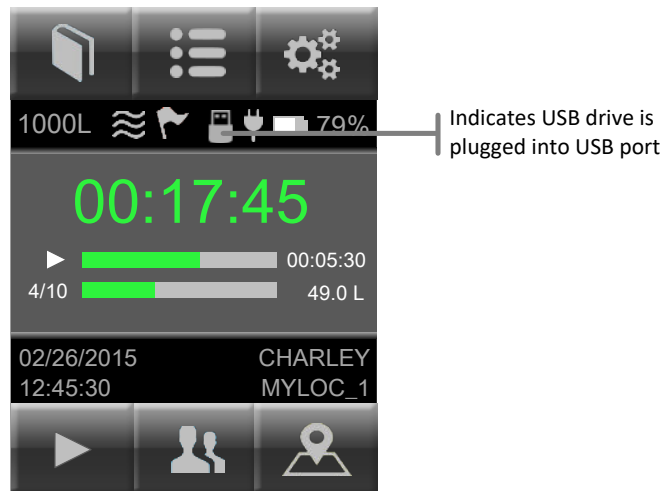 1000L 79%
Indicates USB drive is
plugged into USB port
00:17:45
00:05:30
4/10 49.0 L
02/26/2015 CHARLEY
12:45:30 MYLOC_1